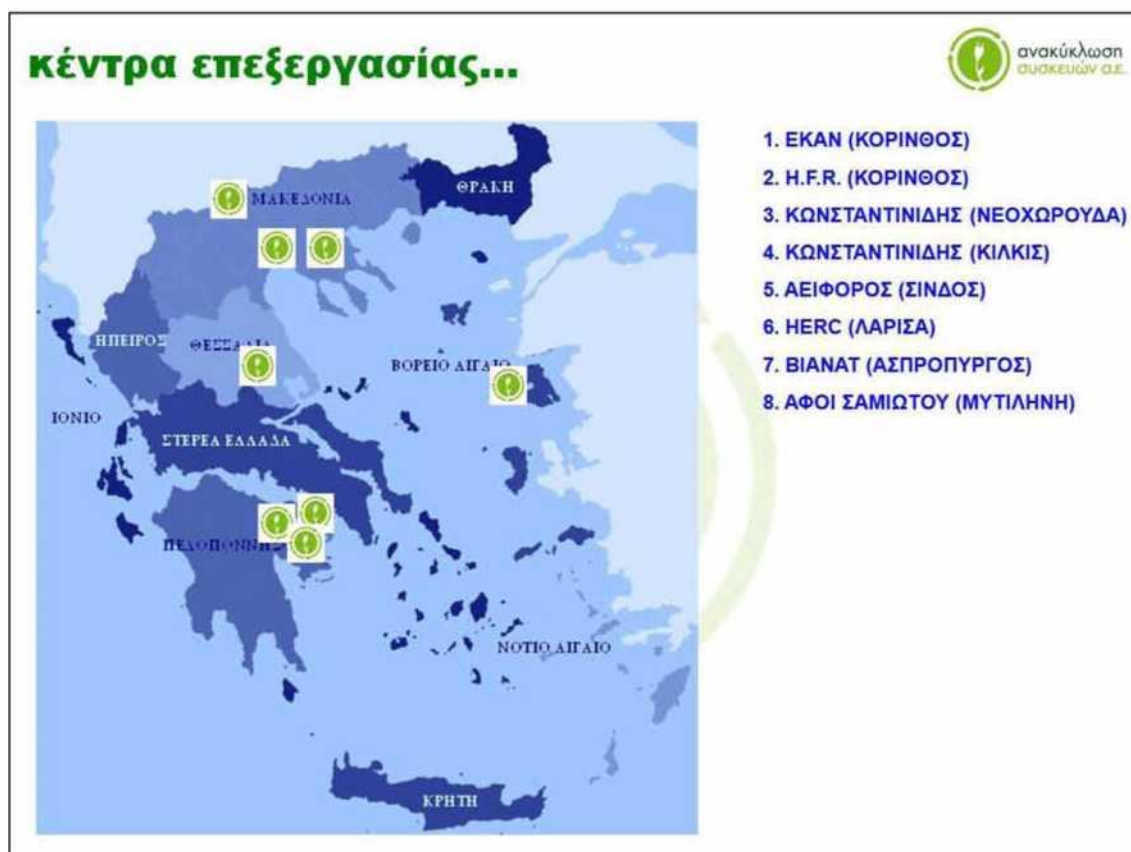 κέντρα επεξεργασίας...
ανακύκλωση
συσκευών α.ε.
ΘΡΑΚΗ
ΜΑΚΕΔΟΝΙΑ
ΗΠΕΙΡΟΣ
ΘΕΣΣΑΛΙΑ
ΒΟΡΕΙΟ ΑΙΓΑΙΟ
ΙΟΝΙΟ
ΣΤΕΡΕΑ ΕΛΛΑΔΑ
ΠΕΛΟΠΟΝΝΗΣ
ΝΟΤΙΟ ΑΙΓΑΙΟ
ΚΡΗΤΗ
1. ΕΚΑΝ (ΚΟΡΙΝΘΟΣ)
2. H.F.R. (ΚΟΡΙΝΘΟΣ)
3. ΚΩΝΣΤΑΝΤΙΝΙΔΗΣ (ΝΕΟΧΩΡΟΥΔΑ)
4. ΚΩΝΣΤΑΝΤΙΝΙΔΗΣ (ΚΙΛΚΙΣ)
5. ΑΕΙΦΟΡΟΣ (ΣΙΝΔΟΣ)
6. HERC (ΛΑΡΙΣΑ)
7. ΒΙΑΝΑΤ (ΑΣΠΡΟΠΥΡΓΟΣ)
8. ΑΦΟΙ ΣΑΜΙΩΤΟΥ (ΜΥΤΙΛΗΝΗ)